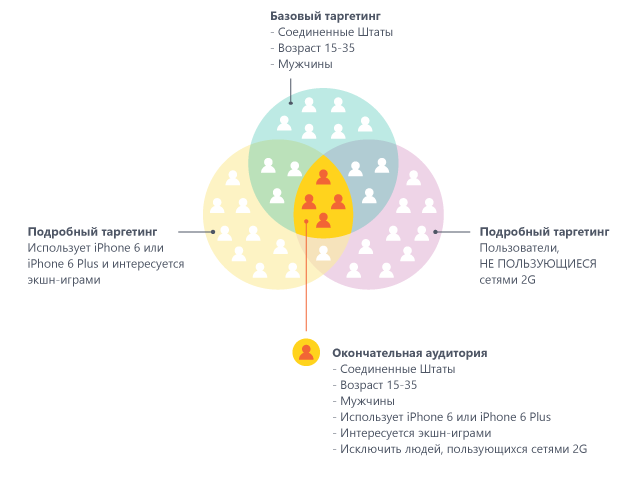 Базовый таргетинг
- Соединенные Штаты
- Возраст 15-35
- Мужчины
Подробный таргетинг
Использует iPhone 6 или
iPhone 6 Plus и интересуется
экшн-играми
Подробный таргетинг
Пользователи,
НЕ ПОЛЬЗУЮЩИЕСЯ
сетями 2G
Окончательная аудитория
- Соединенные Штаты
- Возраст 15-35
- Мужчины
- Использует iPhone 6 или iPhone 6 Plus
- Интересуется экшн-играми
- Исключить людей, пользующихся сетями 2G